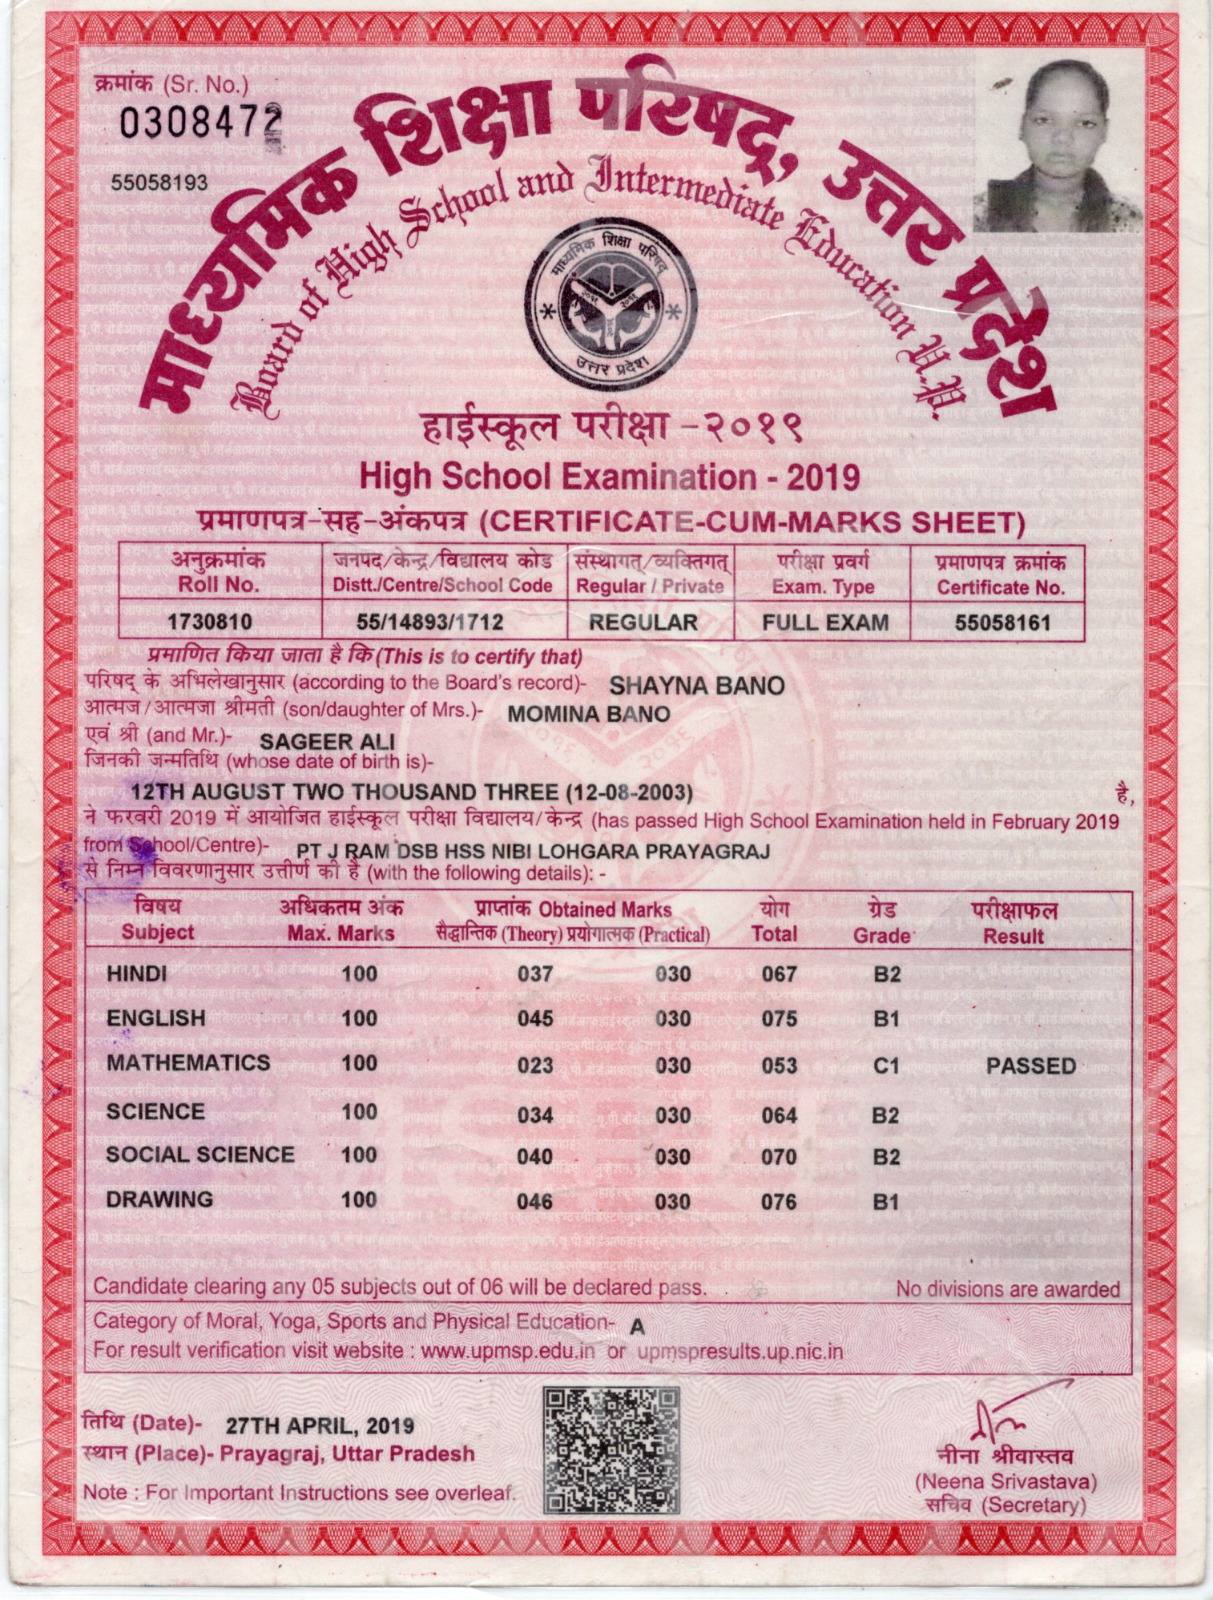 क्रमांक (Sr. No.)
0308472
55058193
माध्यमिक शिक्षा परिषद्, उत्तर प्रदेश
Board of High School and Intermediate Education U.P.
माध्यमिक शिक्षा परिषद्
उत्तर प्रदेश
हाईस्कूल परीक्षा -२०१९
High School Examination - 2019
प्रमाणपत्र-सह-अंकपत्र (CERTIFICATE-CUM-MARKS SHEET)
अनुक्रमांक जनपद/केन्द्र/विद्यालय कोड संस्थागत्/व्यक्तिगत् परीक्षा प्रवर्ग प्रमाणपत्र क्रमांक
Roll No. Distt./Centre/School Code Regular / Private Exam. Type Certificate No.
1730810 55/14893/1712 REGULAR FULL EXAM 55058161
प्रमाणित किया जाता है कि (This is to certify that)
परिषद् के अभिलेखानुसार (according to the Board's record)- SHAYNA BANO
आत्मज/आत्मजा श्रीमती (son/daughter of Mrs.)- MOMINA BANO
एवं श्री (and Mr.)- SAGEER ALI
जिनकी जन्मतिथि (whose date of birth is)-
12TH AUGUST TWO THOUSAND THREE (12-08-2003) है,
ने फरवरी 2019 में आयोजित हाईस्कूल परीक्षा विद्यालय/केन्द्र (has passed High School Examination held in February 2019
from School/Centre)- PT J RAM DSB HSS NIBI LOHGARA PRAYAGRAJ
से निम्न विवरणानुसार उत्तीर्ण की है (with the following details): -
विषय अधिकतम अंक प्राप्तांक Obtained Marks योग ग्रेड परीक्षाफल
Subject Max. Marks सैद्धान्तिक (Theory) प्रयोगात्मक (Practical) Total Grade Result
HINDI 100 037 030 067 B2
ENGLISH 100 045 030 075 B1
MATHEMATICS 100 023 030 053 C1 PASSED
SCIENCE 100 034 030 064 B2
SOCIAL SCIENCE 100 040 030 070 B2
DRAWING 100 046 030 076 B1
Candidate clearing any 05 subjects out of 06 will be declared pass. No divisions are awarded
Category of Moral, Yoga, Sports and Physical Education- A
For result verification visit website : www.upmsp.edu.in or upmspresults.up.nic.in
तिथि (Date)- 27TH APRIL, 2019
स्थान (Place)- Prayagraj, Uttar Pradesh
Note : For Important Instructions see overleaf.
नीना श्रीवास्तव
(Neena Srivastava)
सचिव (Secretary)